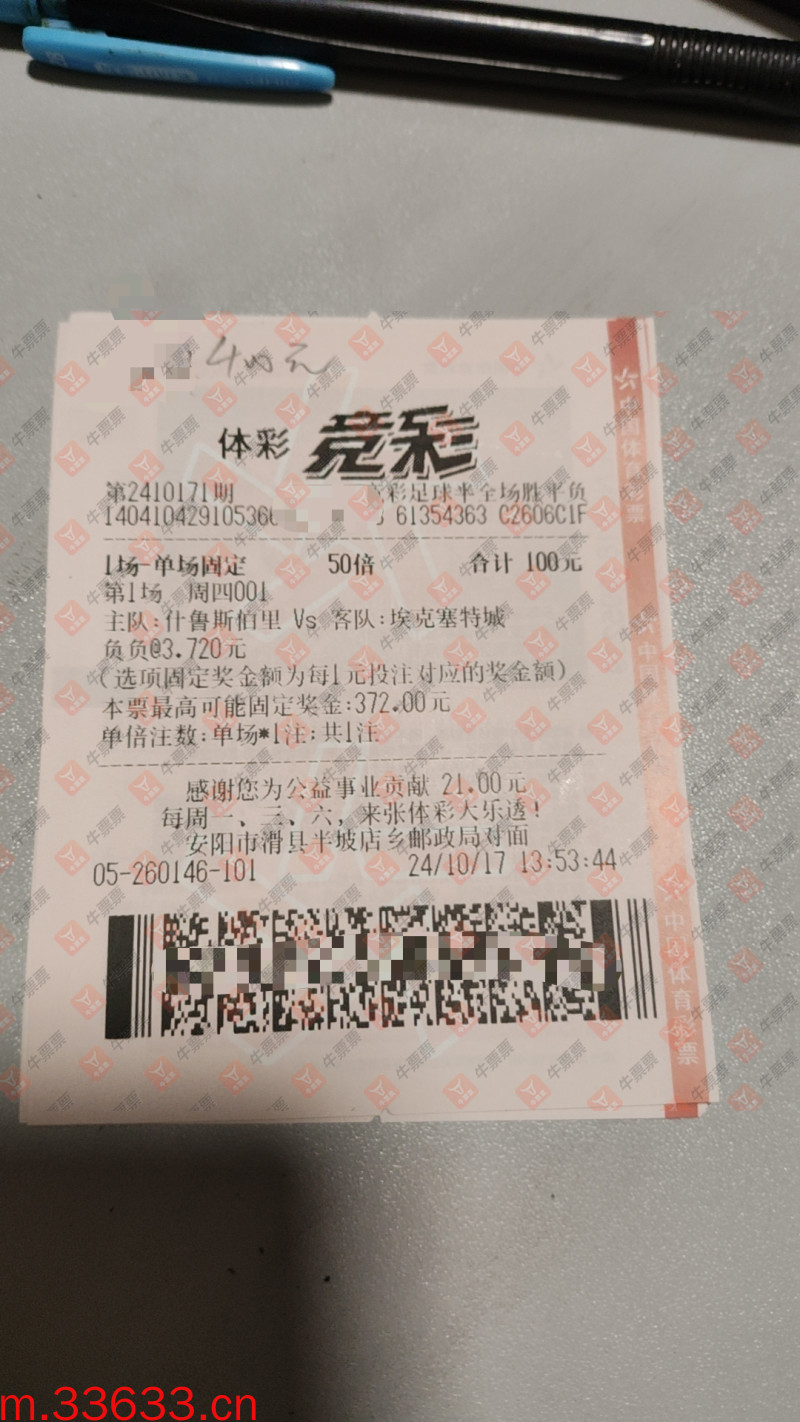 400元
体彩 竞彩
第2410171期 竞彩足球半全场胜平负
14041042910536 61354363 C2606C1F
1场-单场固定 50倍 合计 100元
第1场 周四001
主队:什鲁斯伯里 Vs 客队:埃克塞特城
负负@3.720元
(选项固定奖金额为每1元投注对应的奖金额)
本票最高可能固定奖金:372.00元
单倍注数:单场*1注:共1注
感谢您为公益事业贡献 21.00元
每周一、三、六，来张体彩大乐透!
安阳市滑县半坡店乡邮政局对面
05-260146-101 24/10/17 13:53:44
中国体育彩票
牛票票
m.33633.cn